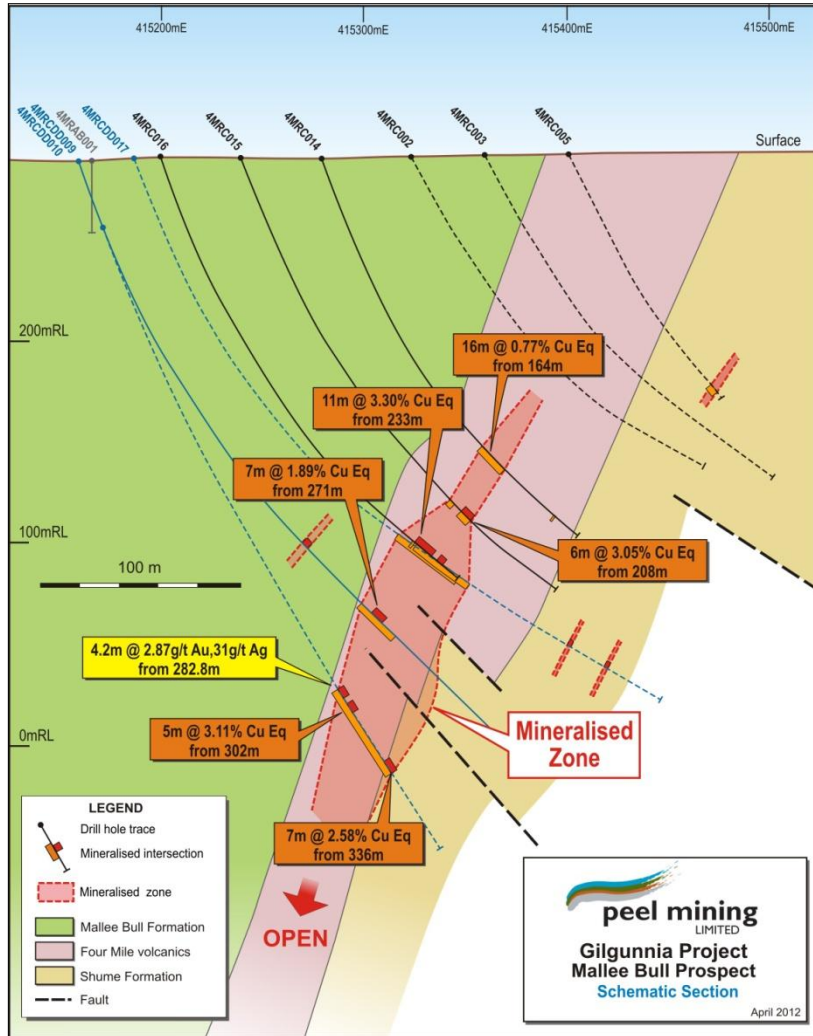 415200mE
415300mE
415400mE
415500mE
4MRCDD010
4MRCDD009
4MRAB001
4MRCDD017
4MRC016
4MRC015
4MRC014
4MRC002
4MRC003
4MRC005
Surface
200mRL
16m @ 0.77% Cu Eq
from 164m
11m @ 3.30% Cu Eq
from 233m
7m @ 1.89% Cu Eq
from 271m
100mRL
6m @ 3.05% Cu Eq
from 208m
100 m
4.2m @ 2.87g/t Au,31g/t Ag
from 282.8m
5m @ 3.11% Cu Eq
from 302m
0mRL
Mineralised
Zone
7m @ 2.58% Cu Eq
from 336m
OPEN
LEGEND
Drill hole trace
Mineralised intersection
Mineralised zone
Mallee Bull Formation
Four Mile volcanics
Shume Formation
Fault
peel mining
LIMITED
Gilgunnia Project
Mallee Bull Prospect
Schematic Section
April 2012